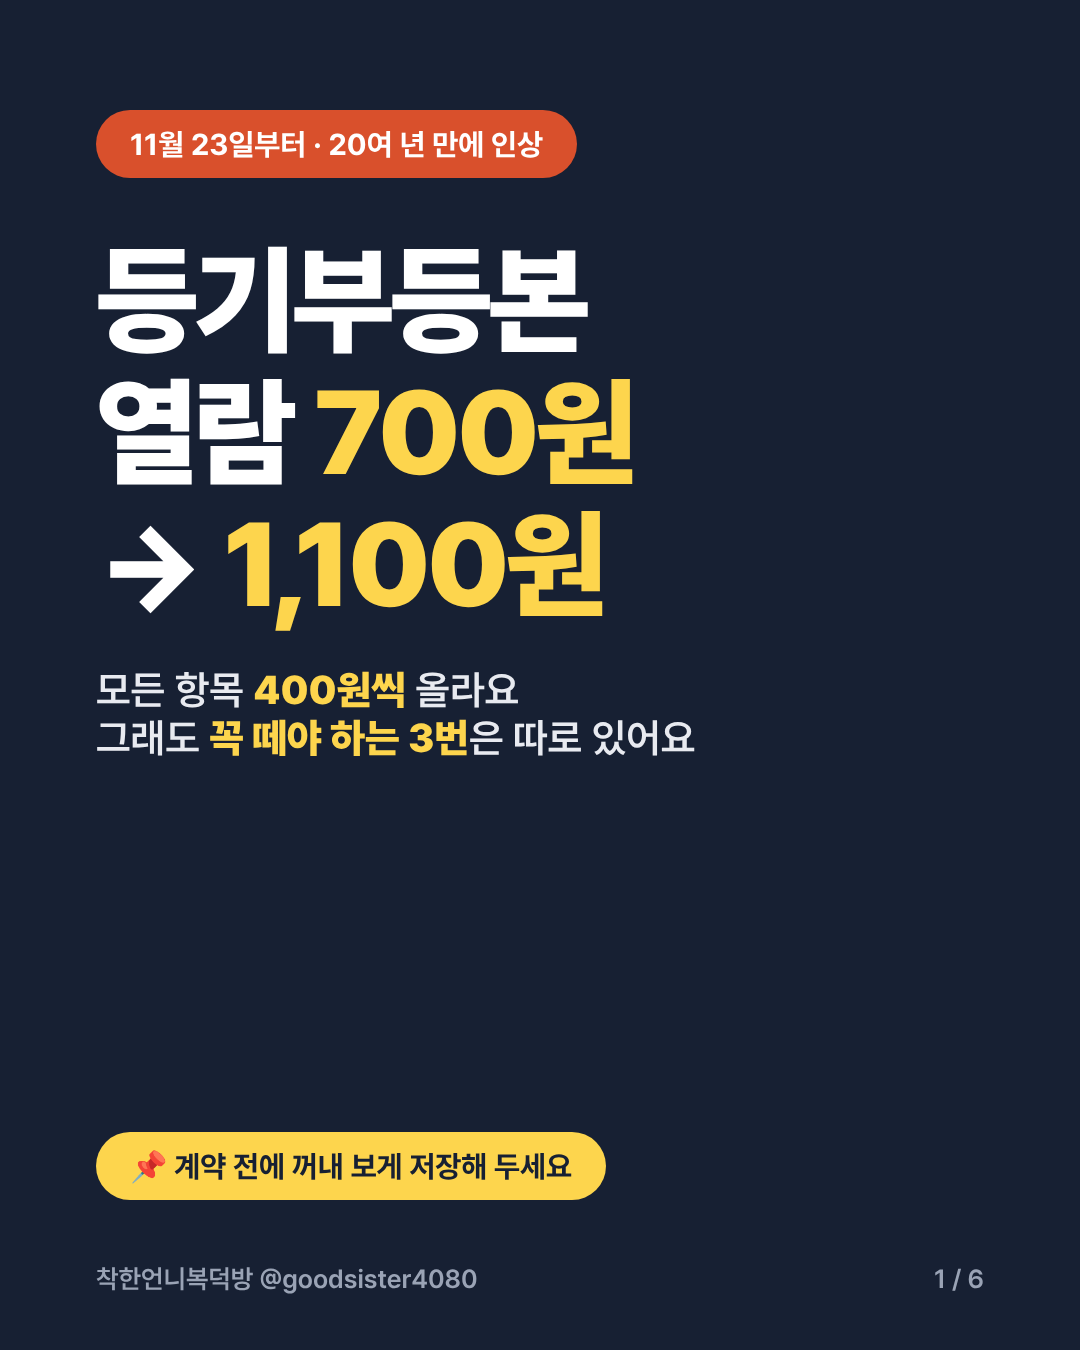 11월 23일부터 · 20여 년 만에 인상
등기부등본
열람 700원
→ 1,100원
모든 항목 400원씩 올라요
그래도 꼭 떼야 하는 3번은 따로 있어요
📌 계약 전에 꺼내 보게 저장해 두세요
착한언니복덕방 @goodsister4080
1 / 6